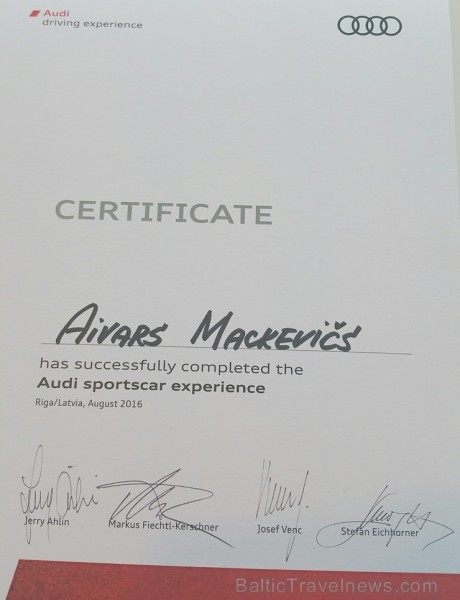 Audi
driving experience
CERTIFICATE
Aivars Mackevičs
has successfully completed the
Audi sportscar experience
Riga/Latvia, August 2016
Jerry Ahlin
Markus Fiechtl-Kerschner
Josef Venc
Stefan Eichhorner
BalticTravelnews.com